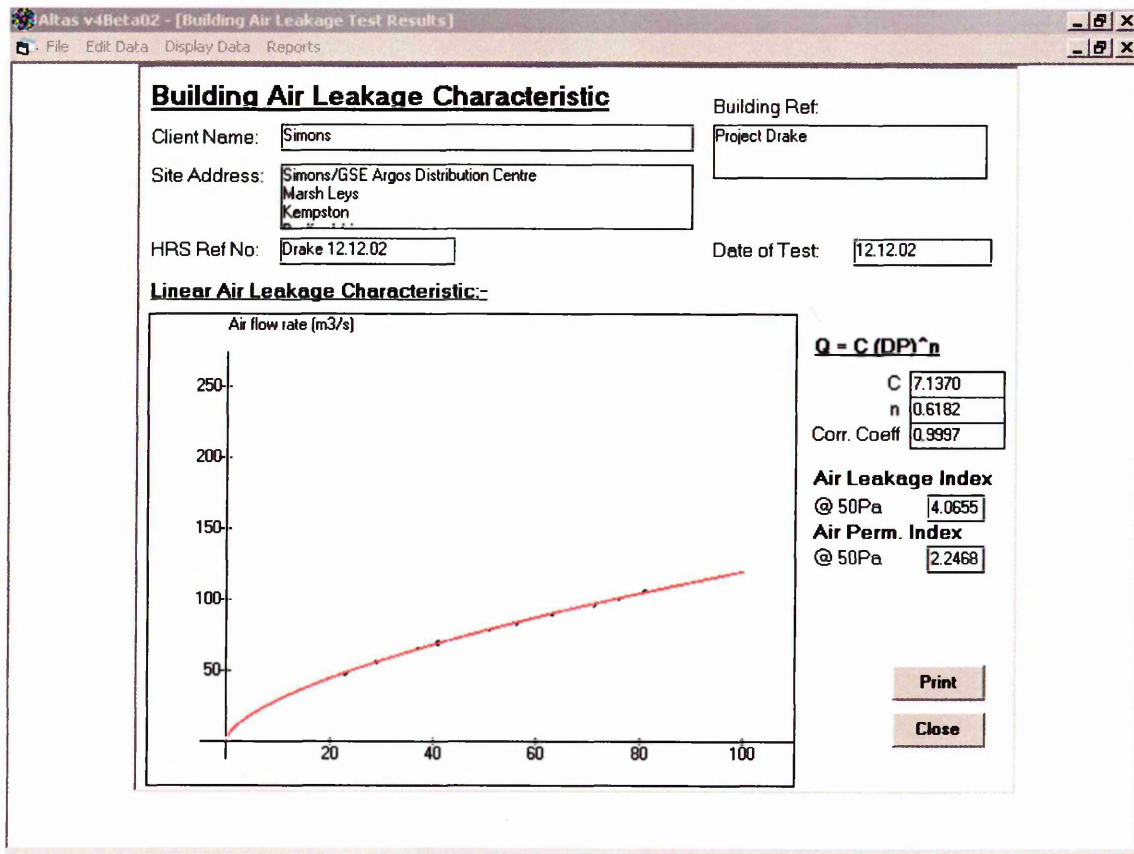 Altas v4Beta02 - [Building Air Leakage Test Results]
File Edit Data Display Data Reports
Building Air Leakage Characteristic
Building Ref:
Client Name: Simons
Project Drake
Site Address: Simons/GSE Argos Distribution Centre
Marsh Leys
Kempston
HRS Ref No: Drake 12.12.02
Date of Test: 12.12.02
Linear Air Leakage Characteristic:-
Air flow rate (m3/s)
250
200
150
100
50
20 40 60 80 100
Q = C (DP)^n
C 7.1370
n 0.6182
Corr. Coeff 0.9997
Air Leakage Index
@ 50Pa 4.0655
Air Perm. Index
@ 50Pa 2.2468
Print
Close